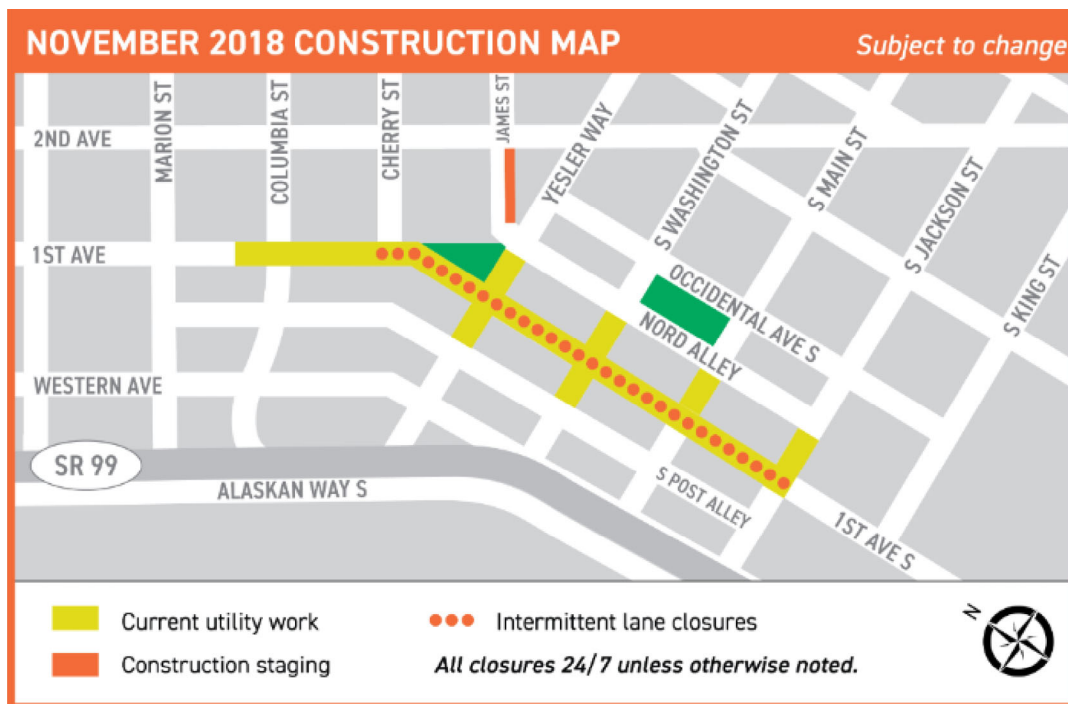 NOVEMBER 2018 CONSTRUCTION MAP
Subject to change
2ND AVE
MARION ST
COLUMBIA ST
CHERRY ST
JAMES ST
YESLER WAY
S WASHINGTON ST
S MAIN ST
S JACKSON ST
S KING ST
1ST AVE
OCCIDENTAL AVE S
NORD ALLEY
WESTERN AVE
SR 99
ALASKAN WAY S
S POST ALLEY
1ST AVE S
Current utility work
Intermittent lane closures
Construction staging
All closures 24/7 unless otherwise noted.
N